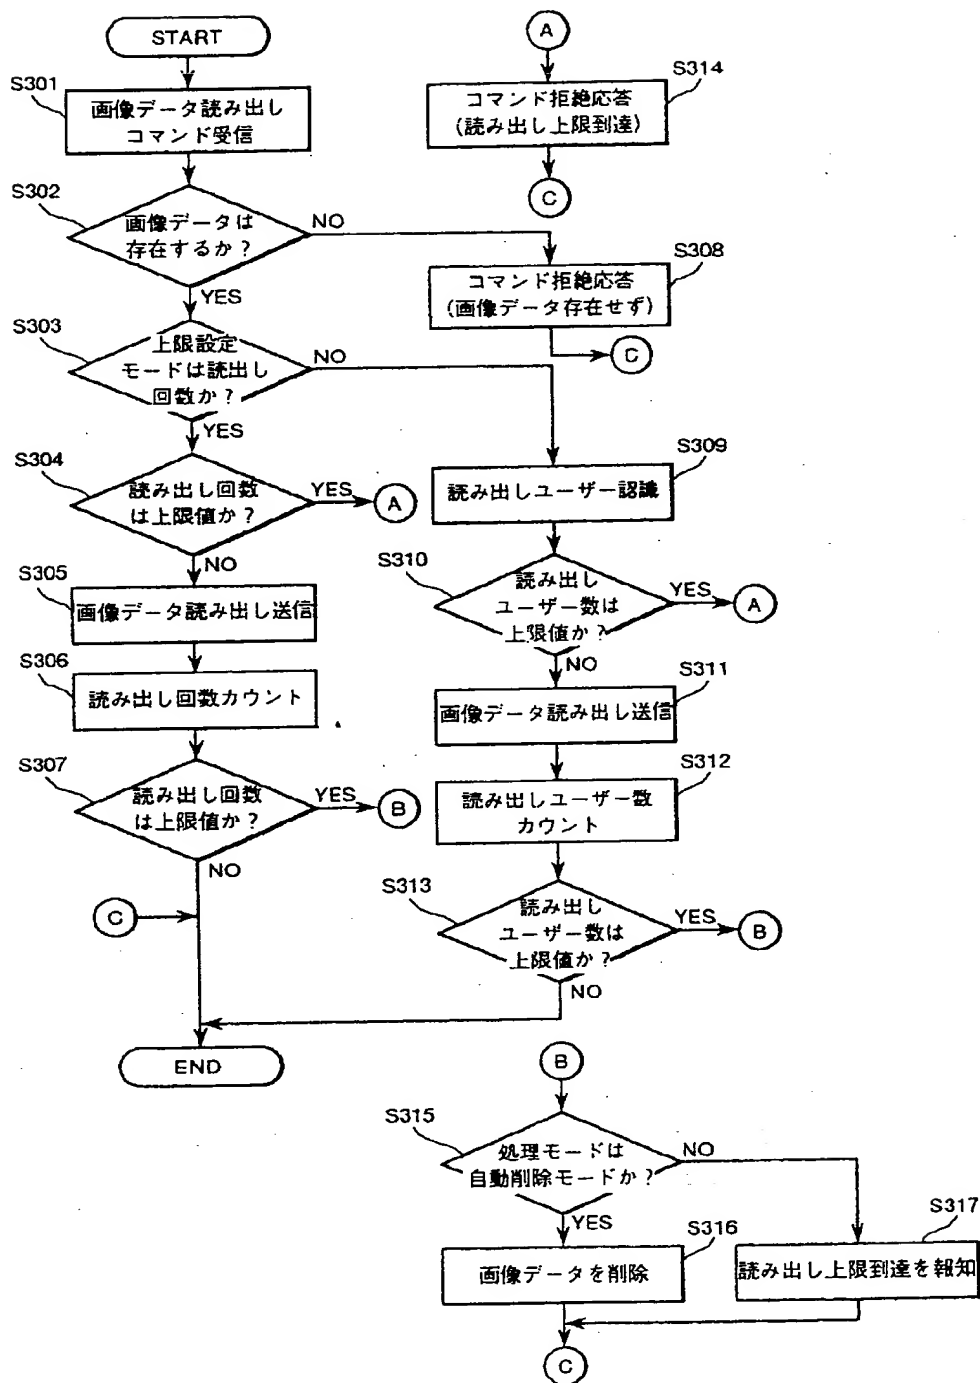 START
S301
画像データ読み出し
コマンド受信
S302
画像データは
存在するか？
NO
YES
S303
上限設定
モードは読出し
回数か？
NO
YES
S304
読み出し回数
は上限値か？
YES
A
NO
S305
画像データ読み出し送信
S306
読み出し回数カウント
S307
読み出し回数
は上限値か？
YES
B
NO
C
END
A
S314
コマンド拒絶応答
(読み出し上限到達)
C
S308
コマンド拒絶応答
(画像データ存在せず)
C
S309
読み出しユーザー認識
S310
読み出し
ユーザー数は
上限値か？
YES
A
NO
S311
画像データ読み出し送信
S312
読み出しユーザー数
カウント
S313
読み出し
ユーザー数は
上限値か？
YES
B
NO
B
S315
処理モードは
自動削除モードか？
NO
YES
S316
画像データを削除
S317
読み出し上限到達を報知
C